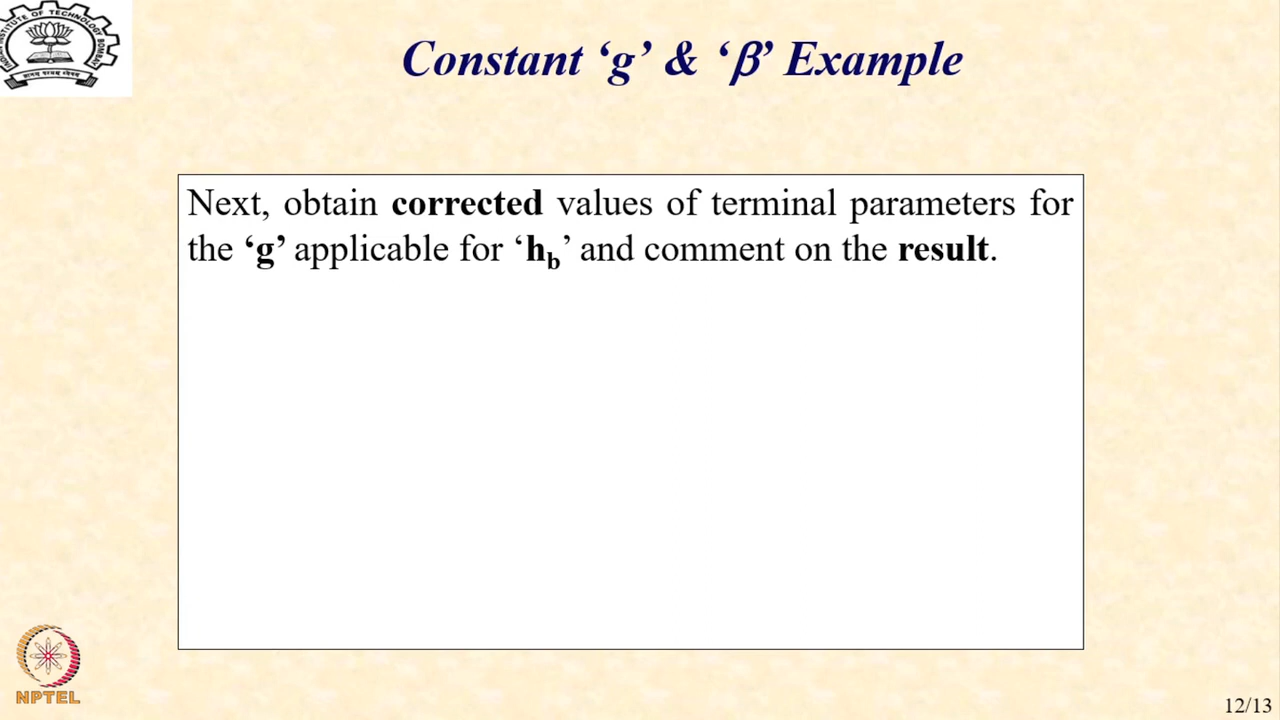 Constant ‘g’ & ‘β’ Example
Next, obtain corrected values of terminal parameters for
the ‘g’ applicable for ‘hb’ and comment on the result.
NPTEL
12/13